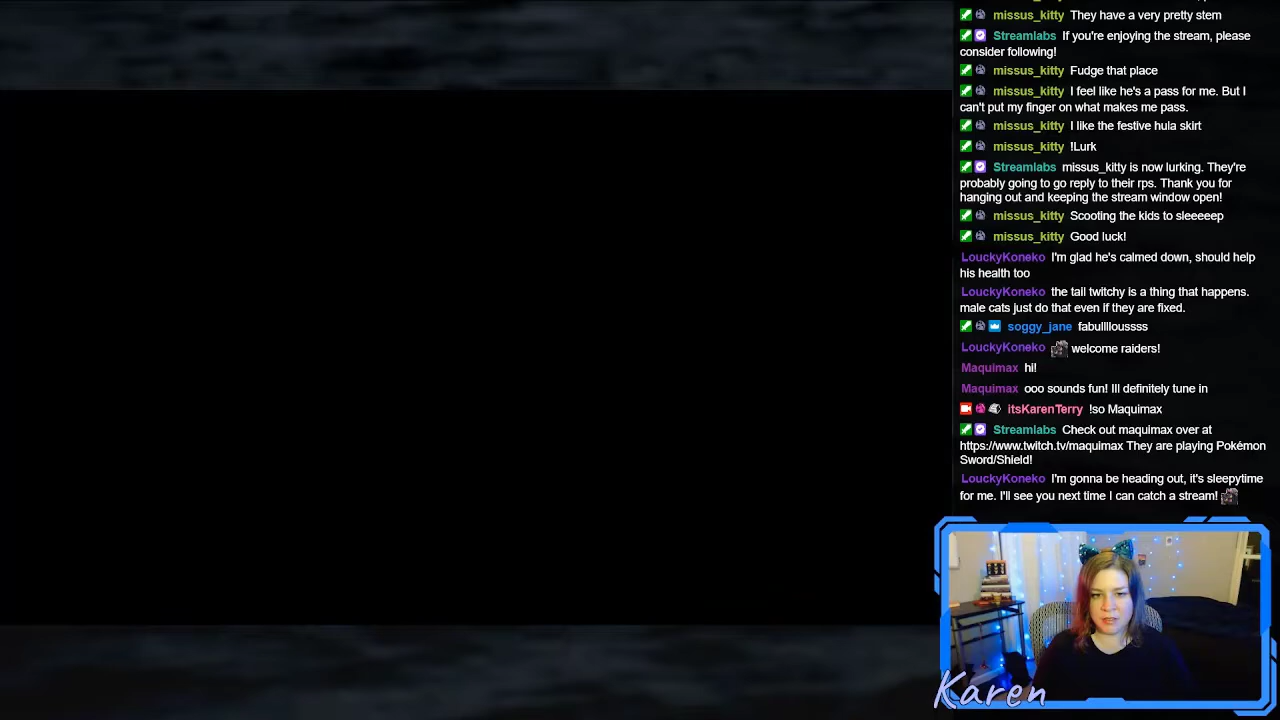 missus_kitty They have a very pretty stem
Streamlabs If you're enjoying the stream, please
consider following!
missus_kitty Fudge that place
missus_kitty I feel like he's a pass for me. But I
can't put my finger on what makes me pass.
missus_kitty I like the festive hula skirt
missus_kitty !Lurk
Streamlabs missus_kitty is now lurking. They're
probably going to go reply to their rps. Thank you for
hanging out and keeping the stream window open!
missus_kitty Scooting the kids to sleeeeep
missus_kitty Good luck!
LouckyKoneko I'm glad he's calmed down, should help
his health too
LouckyKoneko the tail twitchy is a thing that happens.
male cats just do that even if they are fixed.
soggy_jane fabulllloussss
LouckyKoneko welcome raiders!
Maquimax hi!
Maquimax ooo sounds fun! Ill definitely tune in
itsKarenTerry !so Maquimax
Streamlabs Check out maquimax over at
https://www.twitch.tv/maquimax They are playing Pokémon
Sword/Shield!
LouckyKoneko I'm gonna be heading out, it's sleepytime
for me. I'll see you next time I can catch a stream!
Karen